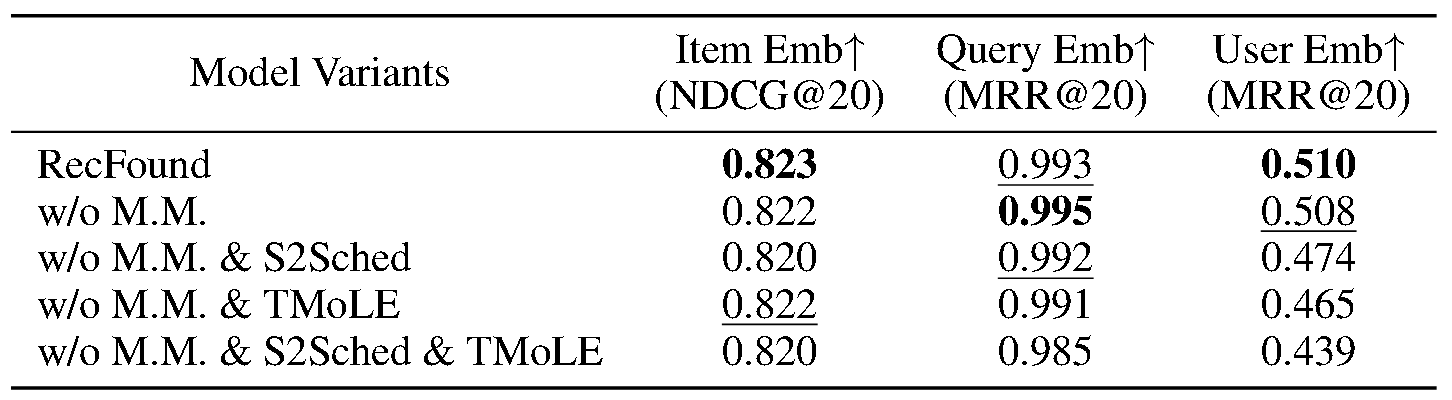 Model Variants Item Emb↑ Query Emb↑ User Emb↑
(NDCG@20) (MRR@20) (MRR@20)
RecFound 0.823 0.993 0.510
w/o M.M. 0.822 0.995 0.508
w/o M.M. & S2Sched 0.820 0.992 0.474
w/o M.M. & TMoLE 0.822 0.991 0.465
w/o M.M. & S2Sched & TMoLE 0.820 0.985 0.439